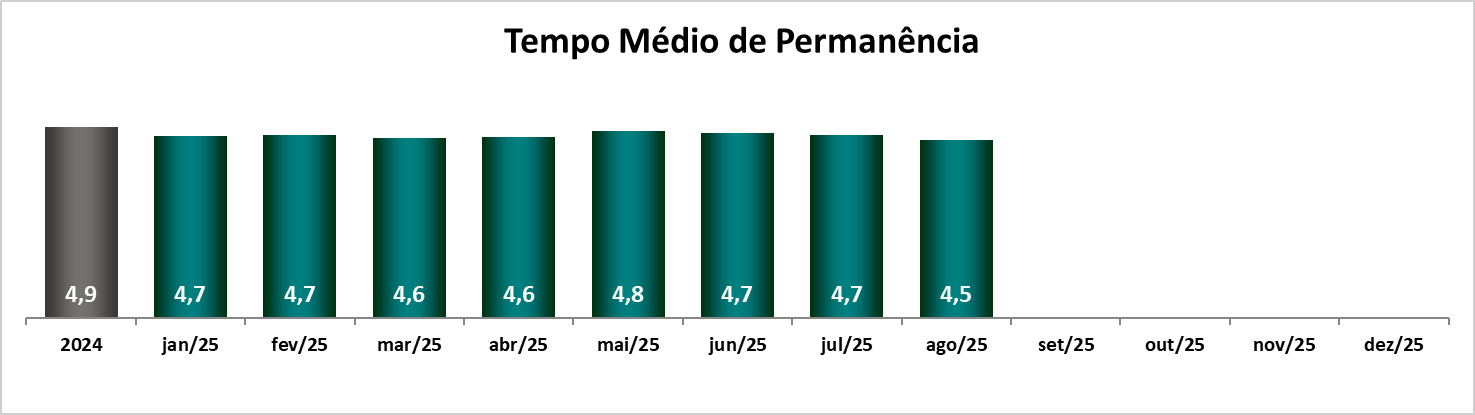 Tempo Médio de Permanência
4,9 4,7 4,7 4,6 4,6 4,8 4,7 4,7 4,5
2024 jan/25 fev/25 mar/25 abr/25 mai/25 jun/25 jul/25 ago/25 set/25 out/25 nov/25 dez/25